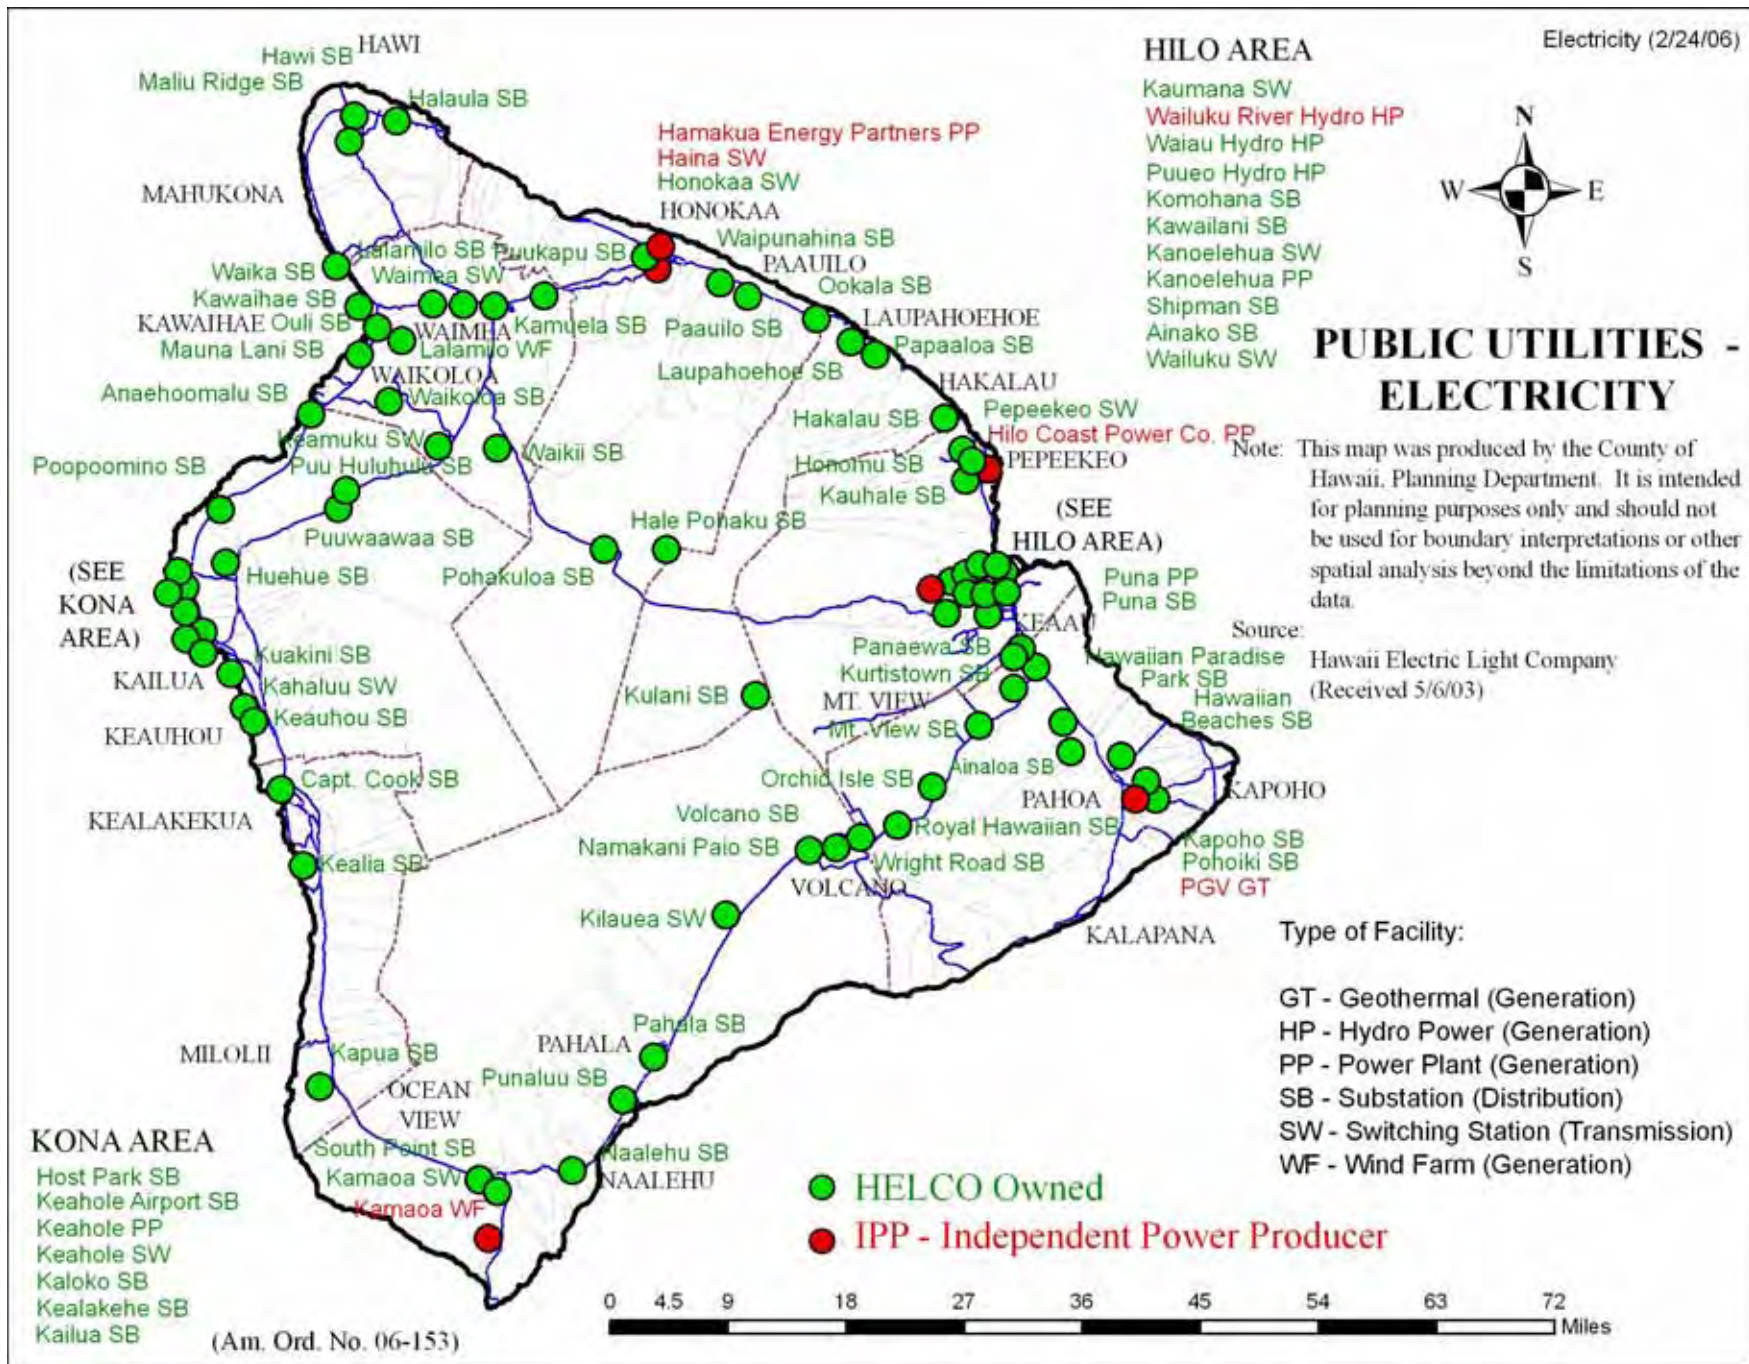 Electricity (2/24/06)
HAWI
Hawi SB
Maliu Ridge SB
Halaula SB
MAHUKONA
Hamakua Energy Partners PP
Haina SW
Honokaa SW
HONOKAA
Lalamilo SB
Puukapu SB
Waipunahina SB
Waika SB
Waimea SW
PAAUILO
Ookala SB
Kawaihae SB
KAWAIHAE
Ouli SB
WAIMEA
Kamuela SB
Paauilo SB
LAUPAHOEHOE
Mauna Lani SB
Lalamilo WF
Papaaloa SB
WAIKOLOA
Laupahoehoe SB
Anaehoomalu SB
Waikoloa SB
HAKALAU
Hakalau SB
Pepeekeo SW
Keamuku SW
Hilo Coast Power Co. PP
Poopoomino SB
Puu Huluhulu SB
Waikii SB
Honomu SB
PEPEEKEO
Kauhale SB
Puuwaawaa SB
Hale Pohaku SB
(SEE
HILO AREA)
(SEE
KONA
AREA)
Huehue SB
Pohakuloa SB
Puna PP
Puna SB
KEAAU
Panaewa SB
Kuakini SB
Hawaiian Paradise
Park SB
KAILUA
Kahaluu SW
Kulani SB
Kurtistown SB
MT. VIEW
Hawaiian
Beaches SB
Keauhou SB
KEAUHOU
Mt. View SB
Capt. Cook SB
Orchid Isle SB
Ainaloa SB
KEALAKEKUA
PAHOA
KAPOHO
Volcano SB
Royal Hawaiian SB
Namakani Paio SB
Kapoho SB
Pohoiki SB
PGV GT
Kealia SB
Wright Road SB
VOLCANO
Kilauea SW
KALAPANA
Pahala SB
PAHALA
MILOLII
Kapua SB
Punaluu SB
OCEAN
VIEW
South Point SB
Naalehu SB
Kamaoa SW
NAALEHU
Kamaoa WF
HILO AREA
Kaumana SW
Wailuku River Hydro HP
Waiau Hydro HP
Puueo Hydro HP
Komohana SB
Kawailani SB
Kanoelehua SW
Kanoelehua PP
Shipman SB
Ainako SB
Wailuku SW
N
W
E
S
PUBLIC UTILITIES -
ELECTRICITY
Note: This map was produced by the County of
Hawaii, Planning Department. It is intended
for planning purposes only and should not
be used for boundary interpretations or other
spatial analysis beyond the limitations of the
data.
Source:
Hawaii Electric Light Company
(Received 5/6/03)
Type of Facility:
GT - Geothermal (Generation)
HP - Hydro Power (Generation)
PP - Power Plant (Generation)
SB - Substation (Distribution)
SW - Switching Station (Transmission)
WF - Wind Farm (Generation)
HELCO Owned
IPP - Independent Power Producer
0 4.5 9 18 27 36 45 54 63 72
Miles
KONA AREA
Host Park SB
Keahole Airport SB
Keahole PP
Keahole SW
Kaloko SB
Kealakehe SB
Kailua SB
(Am. Ord. No. 06-153)